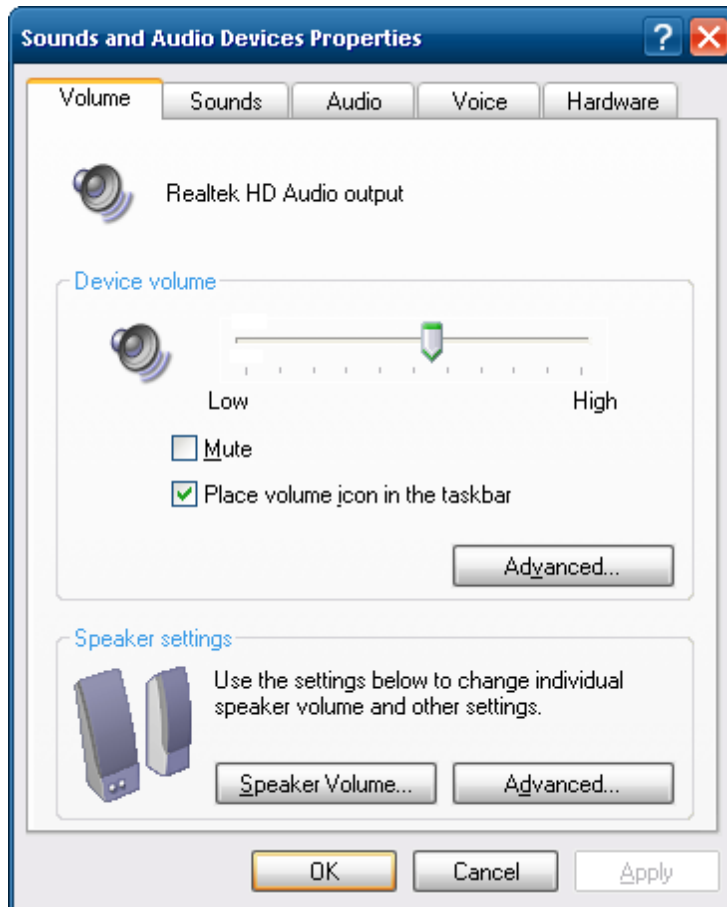 Sounds and Audio Devices Properties
?
Volume Sounds Audio Voice Hardware
Realtek HD Audio output
Device volume
Low High
Mute
Place volume icon in the taskbar
Advanced...
Speaker settings
Use the settings below to change individual
speaker volume and other settings.
Speaker Volume... Advanced...
OK Cancel Apply